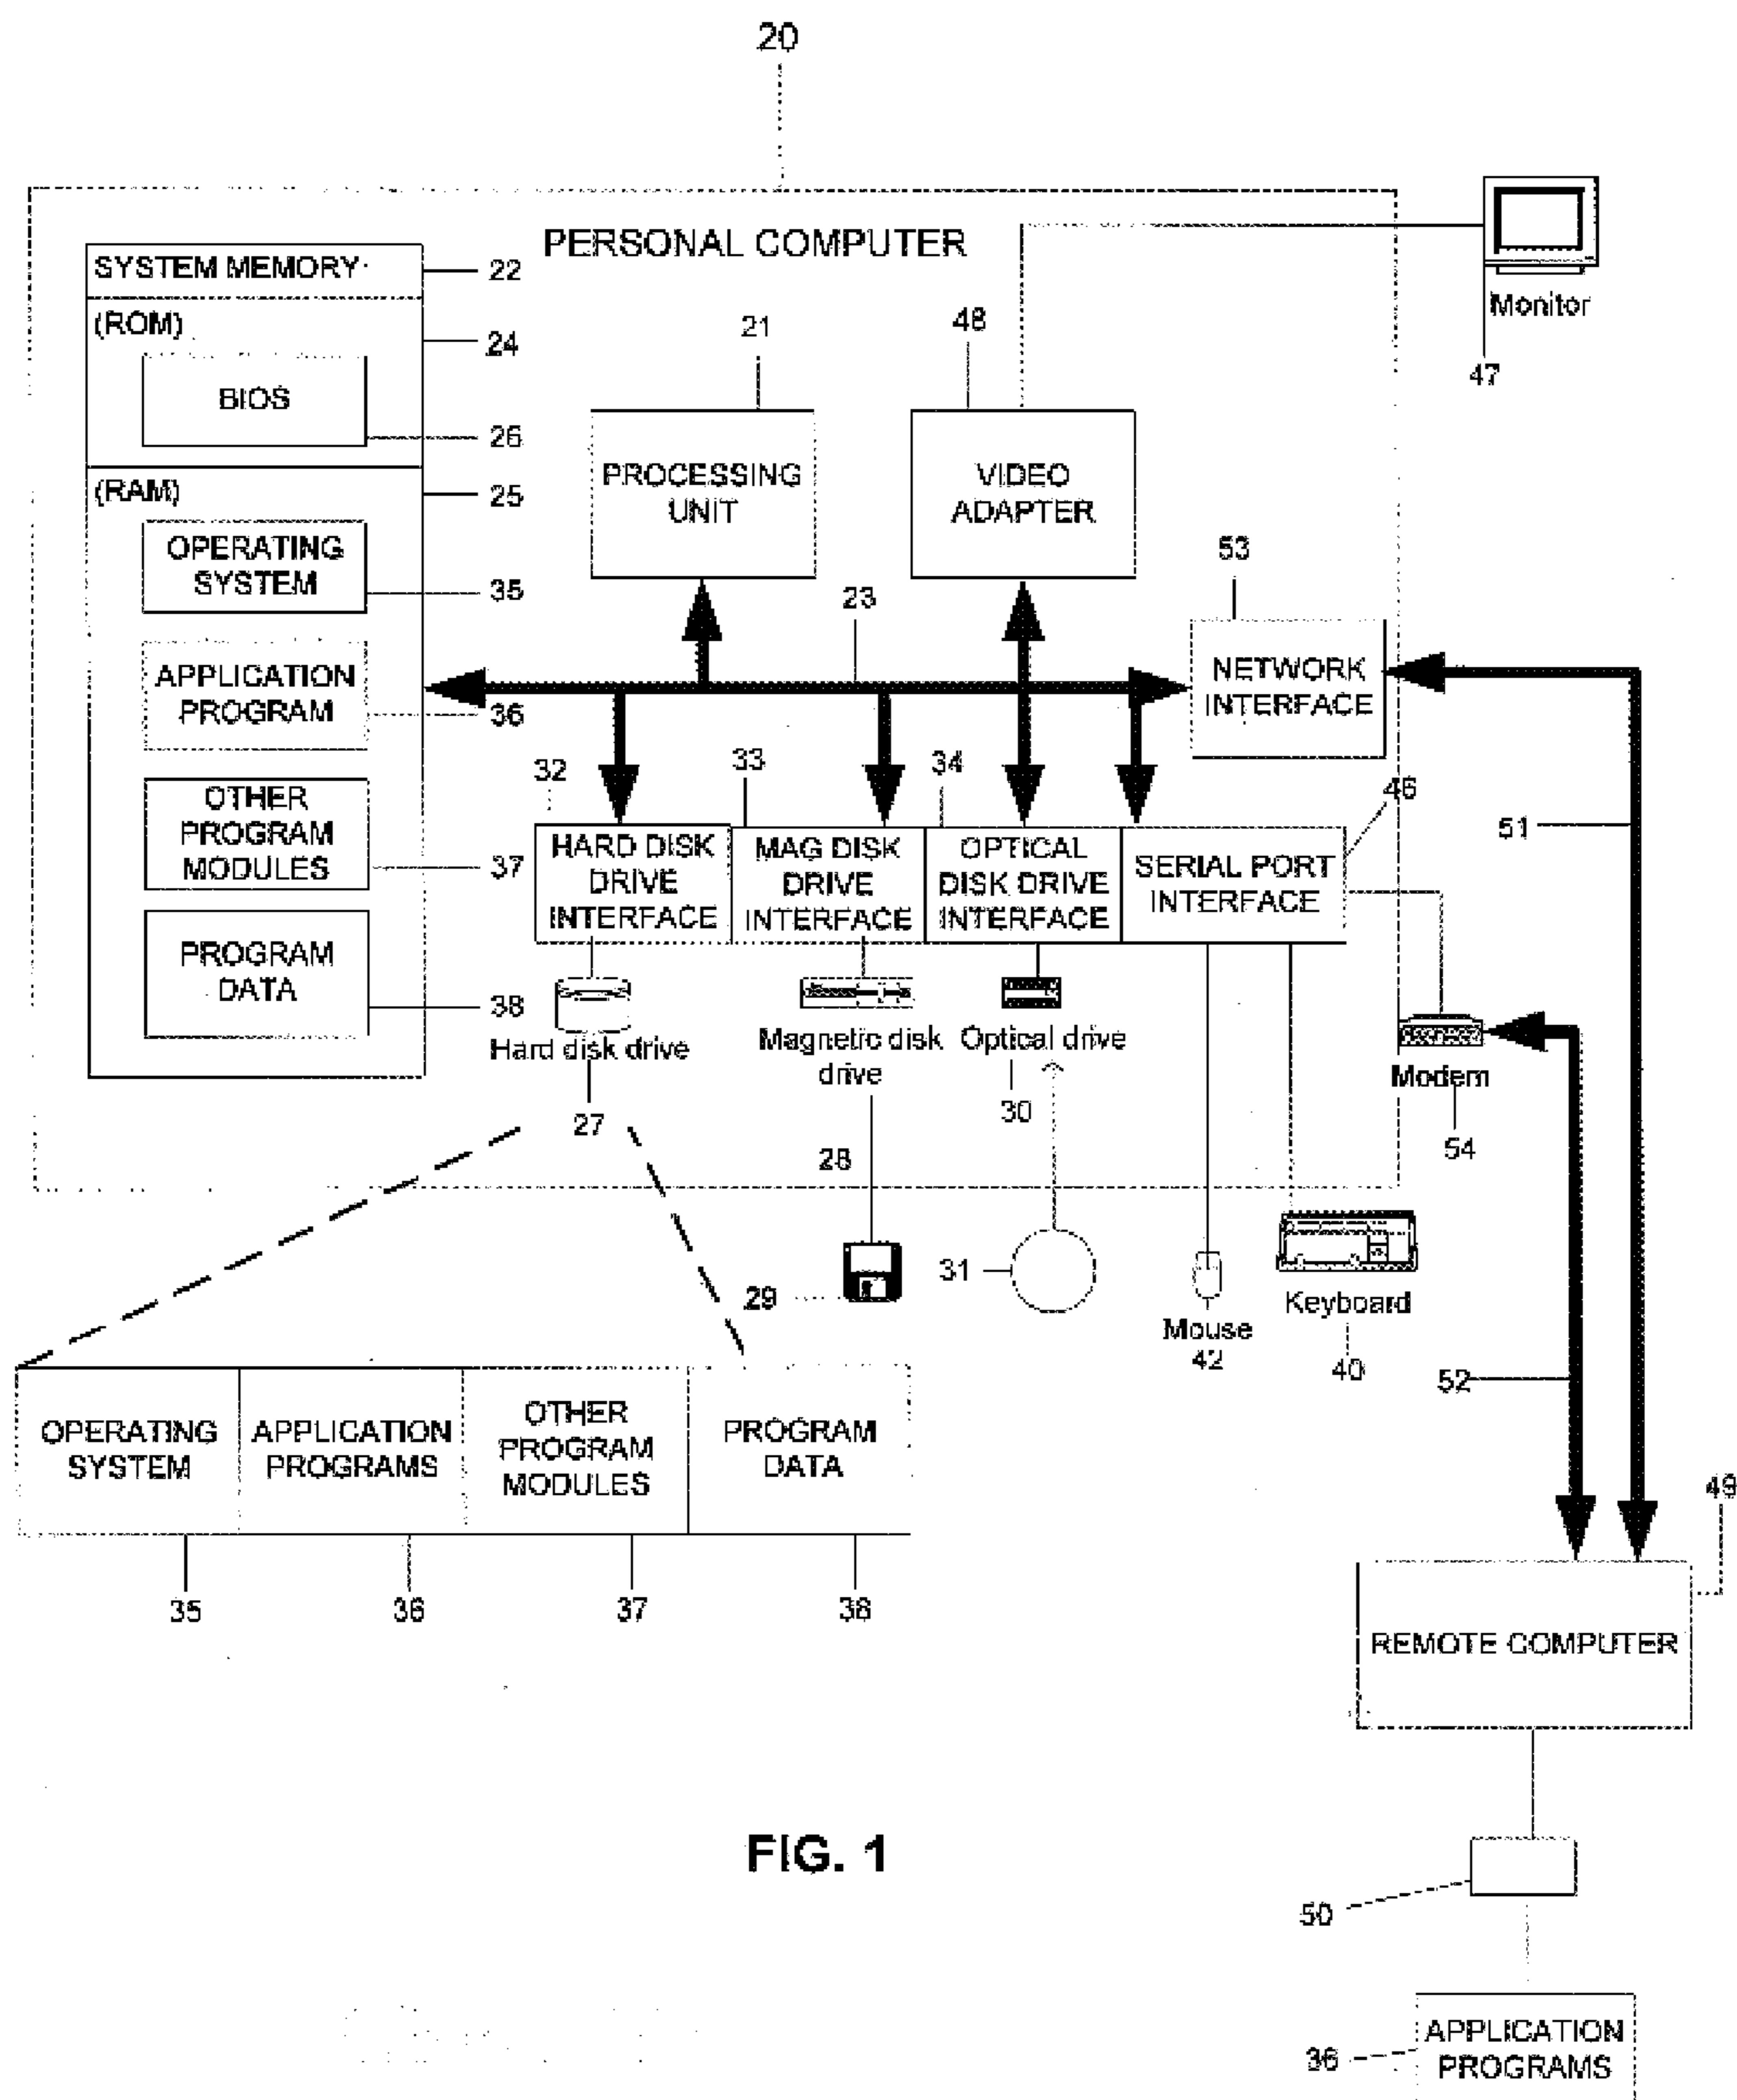 20
PERSONAL COMPUTER
SYSTEM MEMORY
22
(ROM)
24
BIOS
26
(RAM)
25
OPERATING
SYSTEM
35
APPLICATION
PROGRAM
36
OTHER
PROGRAM
MODULES
37
PROGRAM
DATA
38
21
PROCESSING
UNIT
48
VIDEO
ADAPTER
Monitor
47
23
53
NETWORK
INTERFACE
32
HARD DISK
DRIVE
INTERFACE
33
MAG DISK
DRIVE
INTERFACE
34
OPTICAL
DISK DRIVE
INTERFACE
46
SERIAL PORT
INTERFACE
51
Hard disk drive
27
Magnetic disk
drive
28
Optical drive
30
Modem
54
29
31
Mouse
42
Keyboard
40
52
OPERATING
SYSTEM
APPLICATION
PROGRAMS
OTHER
PROGRAM
MODULES
PROGRAM
DATA
35
36
37
38
49
REMOTE COMPUTER
50
36
APPLICATION
PROGRAMS
FIG. 1